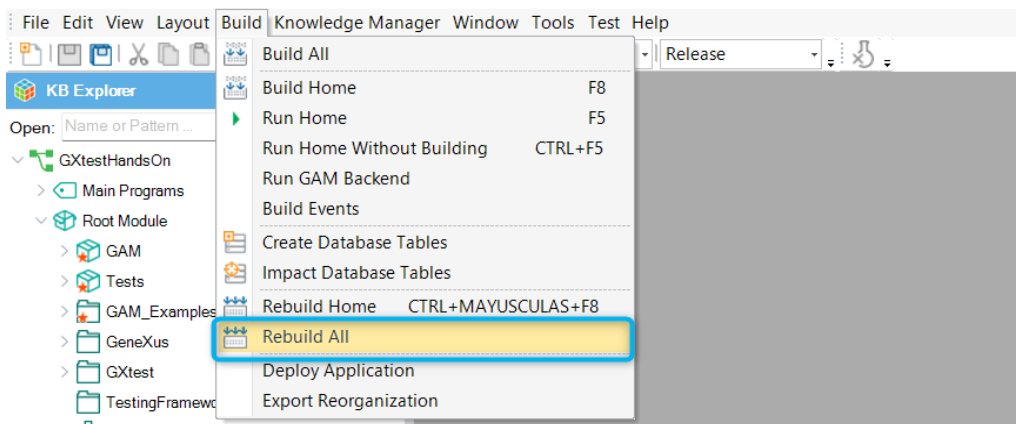 File Edit View Layout Build Knowledge Manager Window Tools Test Help
Release
KB Explorer
Open: Name or Pattern ...
GXtestHandsOn
Main Programs
Root Module
GAM
Tests
GAM_Examples
GeneXus
GXtest
TestingFramewo
Build All
Build Home F8
Run Home F5
Run Home Without Building CTRL+F5
Run GAM Backend
Build Events
Create Database Tables
Impact Database Tables
Rebuild Home CTRL+MAYUSCULAS+F8
Rebuild All
Deploy Application
Export Reorganization